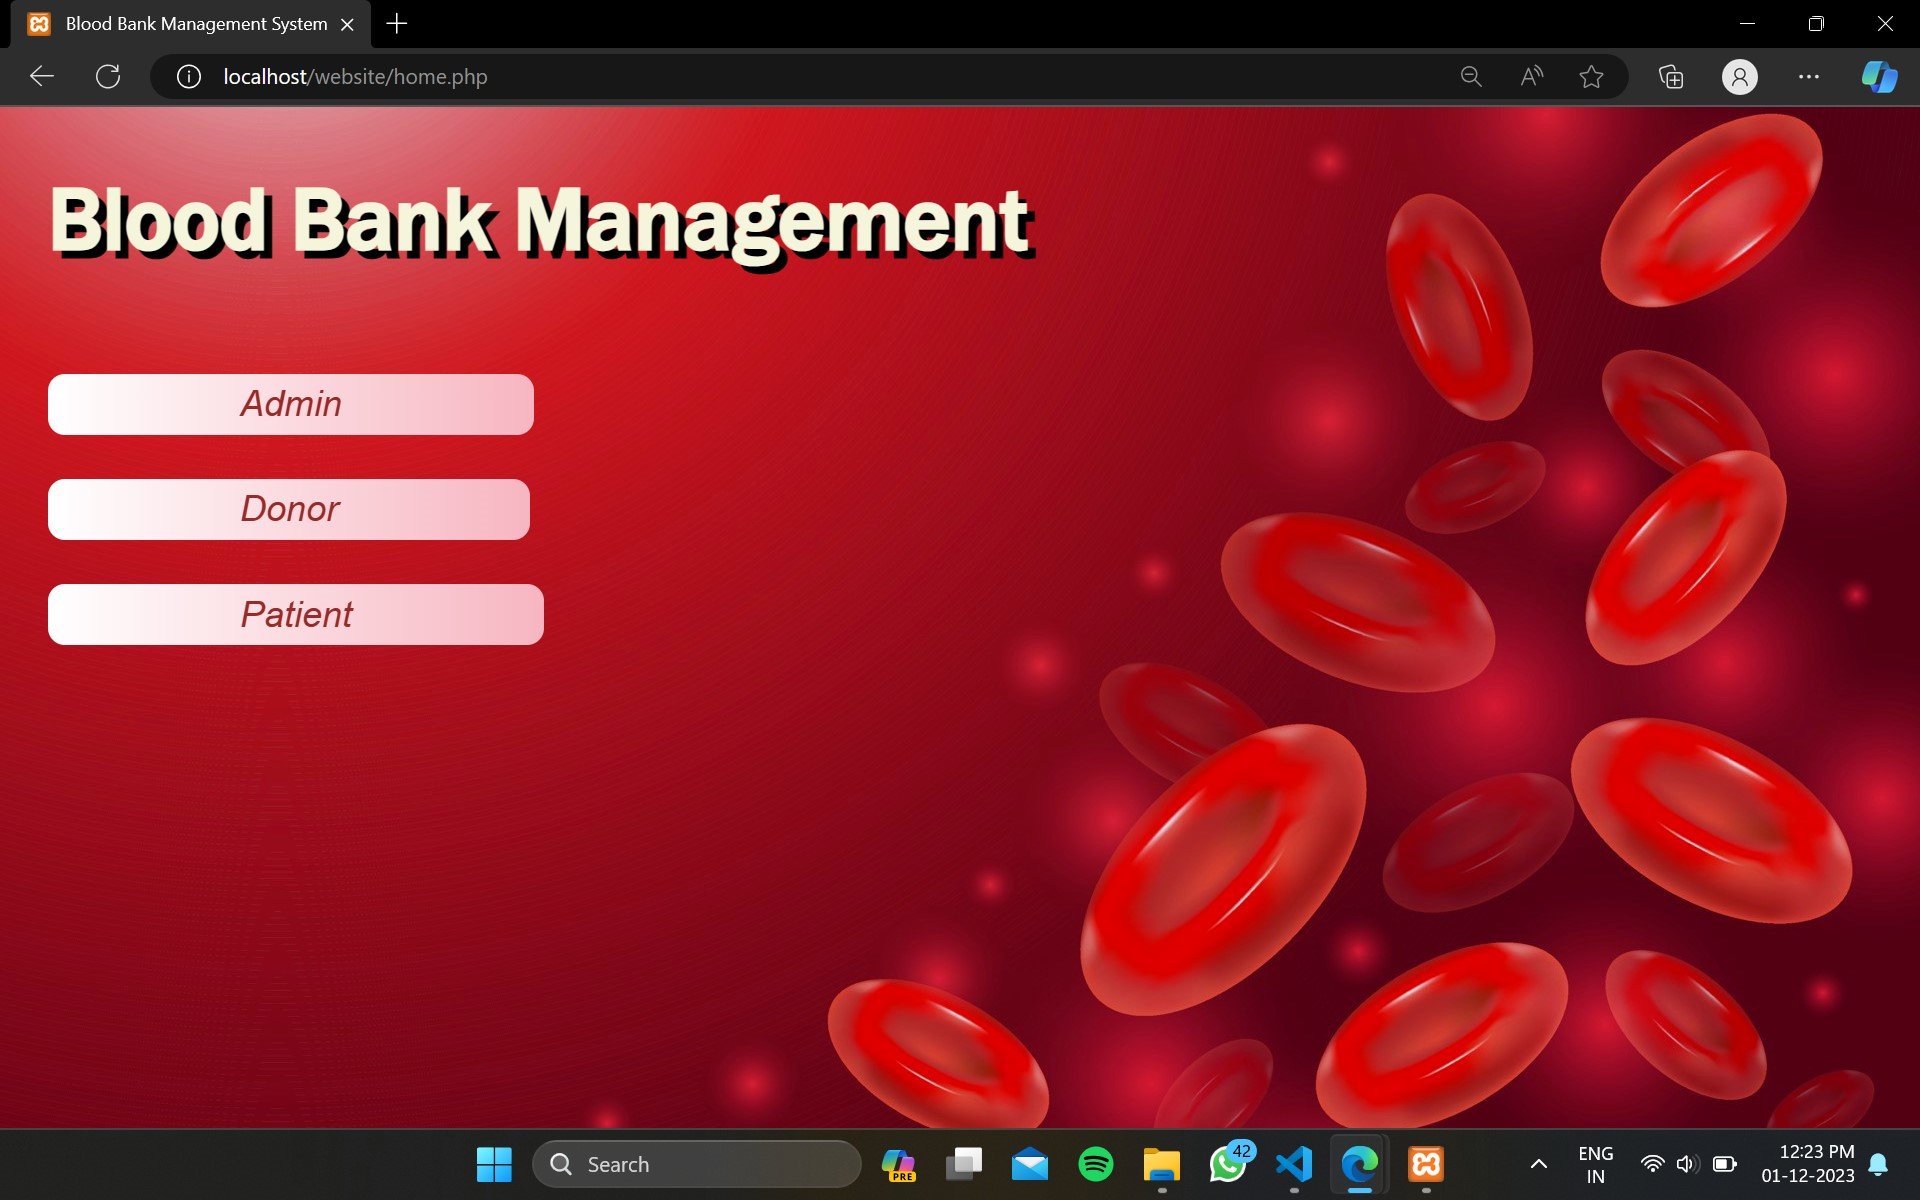 Blood Bank Management System
localhost/website/home.php
Blood Bank Management
Admin
Donor
Patient
Search
PRE
42
ENG
IN
12:23 PM
01-12-2023